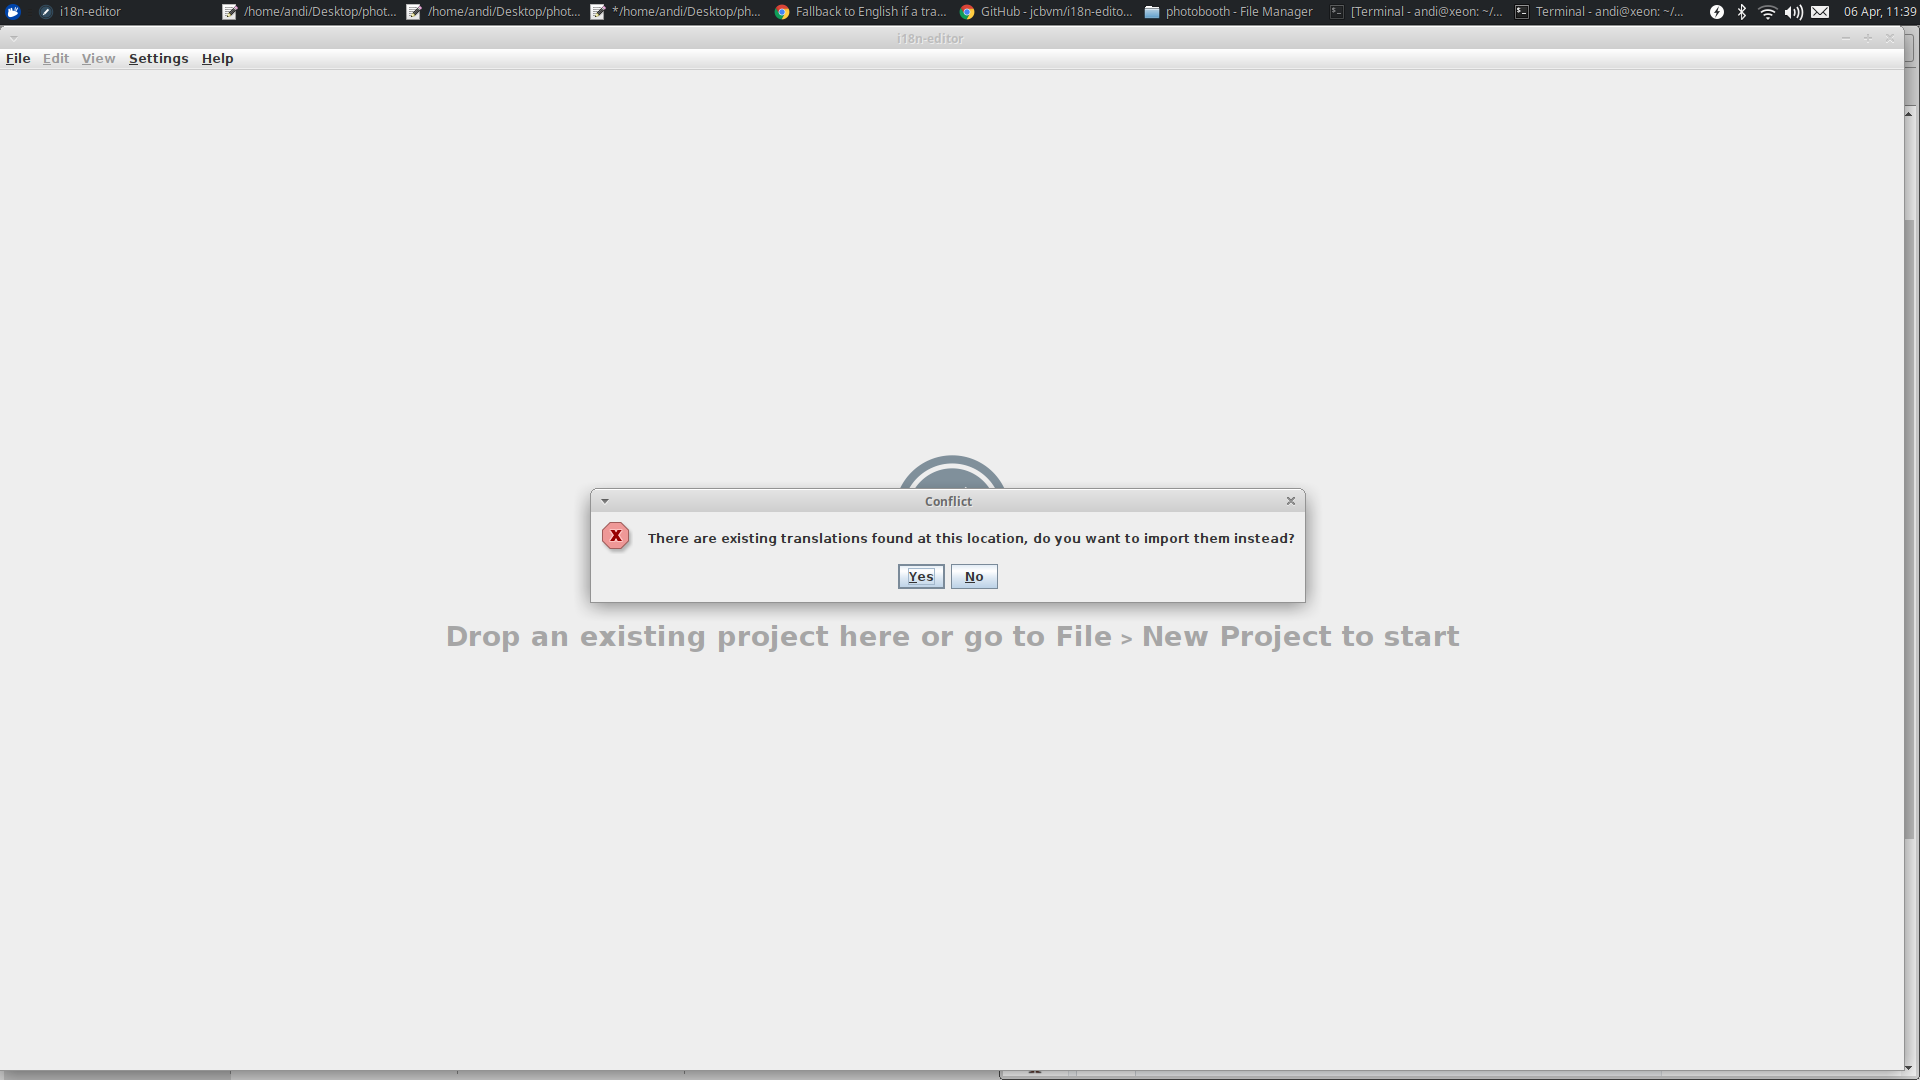 i18n-editor
/home/andi/Desktop/phot...
/home/andi/Desktop/phot...
*/home/andi/Desktop/ph...
Fallback to English if a tra...
GitHub - jcbvm/i18n-edito...
photobooth - File Manager
[Terminal - andi@xeon: ~/...
Terminal - andi@xeon: ~/...
06 Apr, 11:39
i18n-editor
File Edit View Settings Help
Conflict
There are existing translations found at this location, do you want to import them instead?
Yes No
Drop an existing project here or go to File > New Project to start